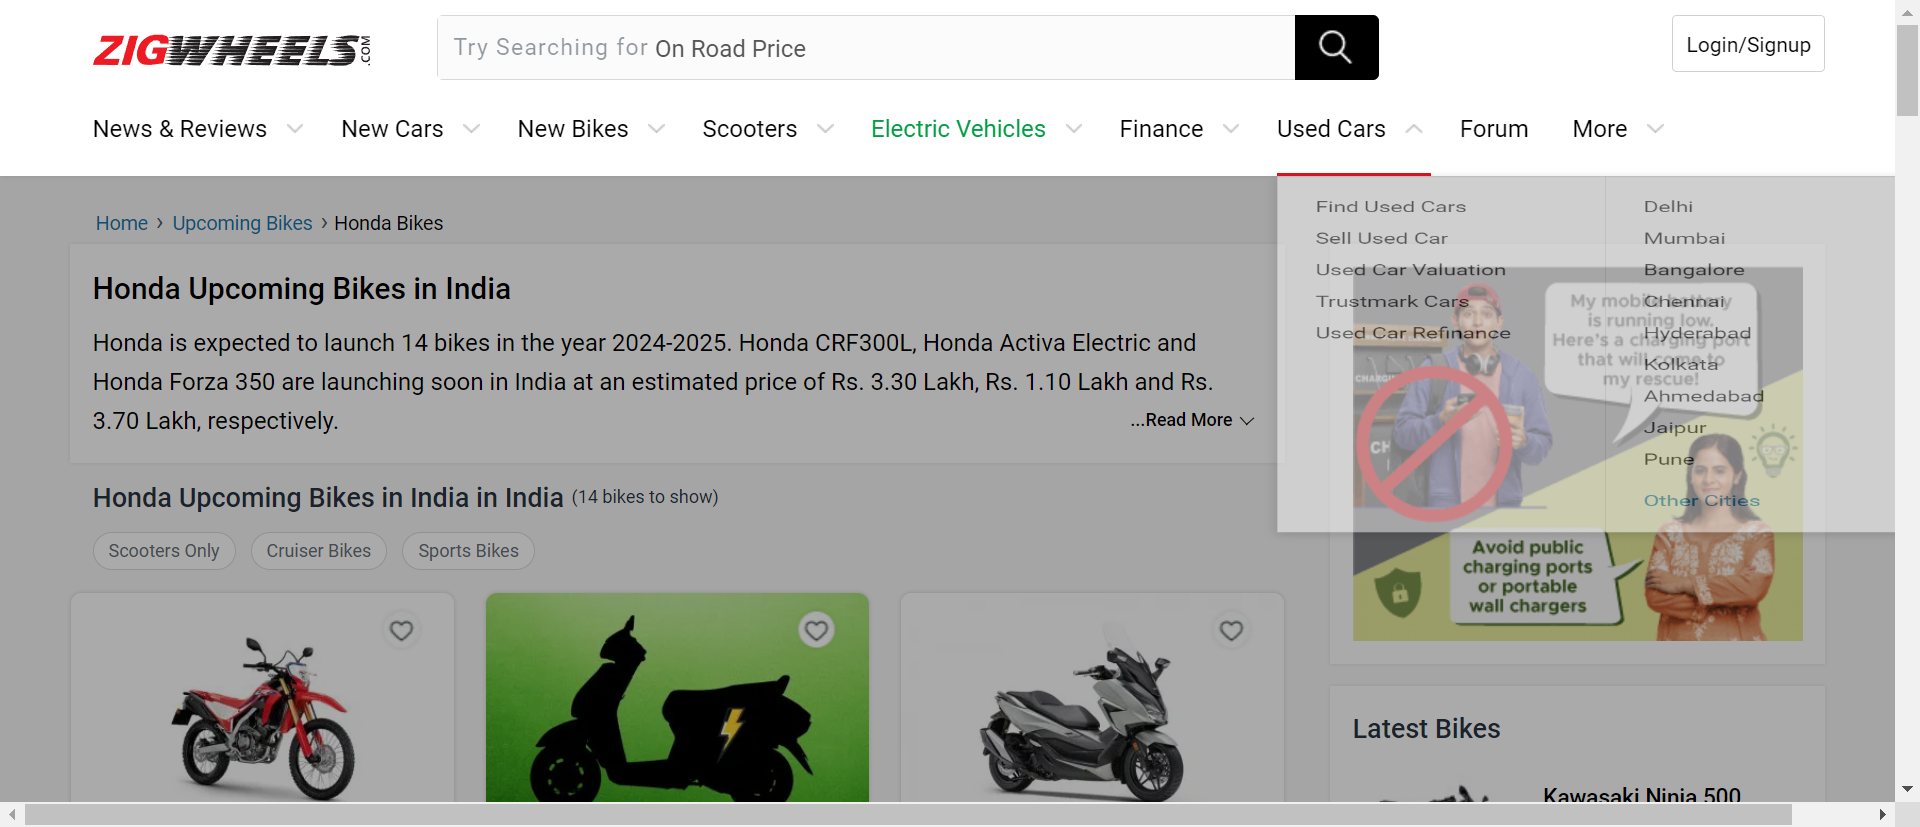 ZIGWHEELS.COM
Try Searching for On Road Price
Login/Signup
News & Reviews New Cars New Bikes Scooters Electric Vehicles Finance Used Cars Forum More
Home › Upcoming Bikes › Honda Bikes
Honda Upcoming Bikes in India
Honda is expected to launch 14 bikes in the year 2024-2025. Honda CRF300L, Honda Activa Electric and
Honda Forza 350 are launching soon in India at an estimated price of Rs. 3.30 Lakh, Rs. 1.10 Lakh and Rs.
3.70 Lakh, respectively.
...Read More
Honda Upcoming Bikes in India in India (14 bikes to show)
Scooters Only
Cruiser Bikes
Sports Bikes
Find Used Cars
Sell Used Car
Used Car Valuation
Trustmark Cars
Used Car Refinance
Delhi
Mumbai
Bangalore
Chennai
Hyderabad
Kolkata
Ahmedabad
Jaipur
Pune
Other Cities
My mobile battery
is running low.
Here's a charging port
that will come to
my rescue!
Avoid public
charging ports
or portable
wall chargers
Latest Bikes
Kawasaki Ninja 500